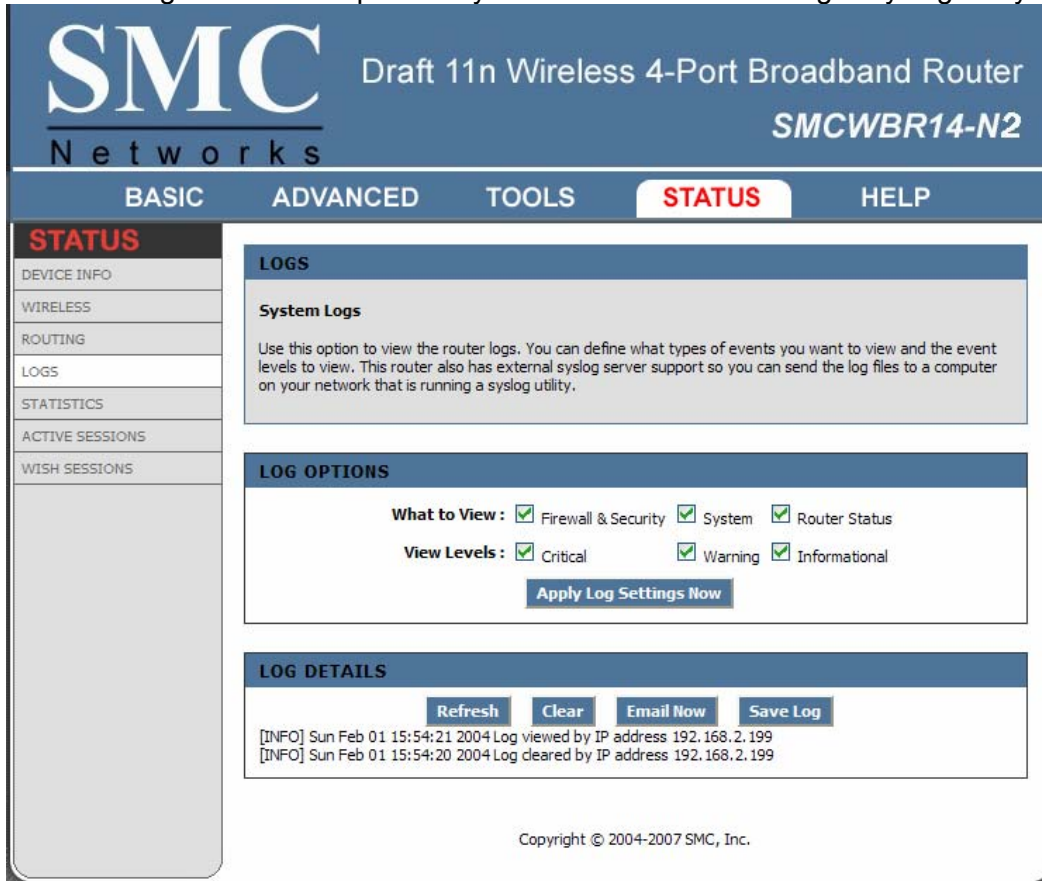 SMC
Networks
Draft 11n Wireless 4-Port Broadband Router
SMCWBR14-N2
BASIC ADVANCED TOOLS STATUS HELP
STATUS
DEVICE INFO
WIRELESS
ROUTING
LOGS
STATISTICS
ACTIVE SESSIONS
WISH SESSIONS
LOGS
System Logs
Use this option to view the router logs. You can define what types of events you want to view and the event
levels to view. This router also has external syslog server support so you can send the log files to a computer
on your network that is running a syslog utility.
LOG OPTIONS
What to View : Firewall & Security System Router Status
View Levels : Critical Warning Informational
Apply Log Settings Now
LOG DETAILS
Refresh Clear Email Now Save Log
[INFO] Sun Feb 01 15:54:21 2004 Log viewed by IP address 192.168.2.199
[INFO] Sun Feb 01 15:54:20 2004 Log cleared by IP address 192.168.2.199
Copyright © 2004-2007 SMC, Inc.